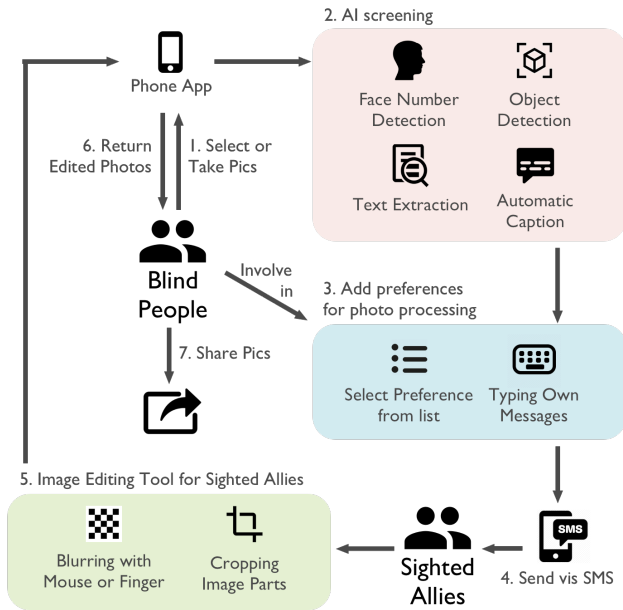 2. AI screening
Phone App
Face Number
Detection
Object
Detection
6. Return
Edited Photos
1. Select or
Take Pics
Text Extraction
Automatic
Caption
Blind
People
Involve
in
3. Add preferences
for photo processing
7. Share Pics
Select Preference
from list
Typing Own
Messages
5. Image Editing Tool for Sighted Allies
Blurring with
Mouse or Finger
Cropping
Image Parts
Sighted
Allies
SMS
4. Send vis SMS